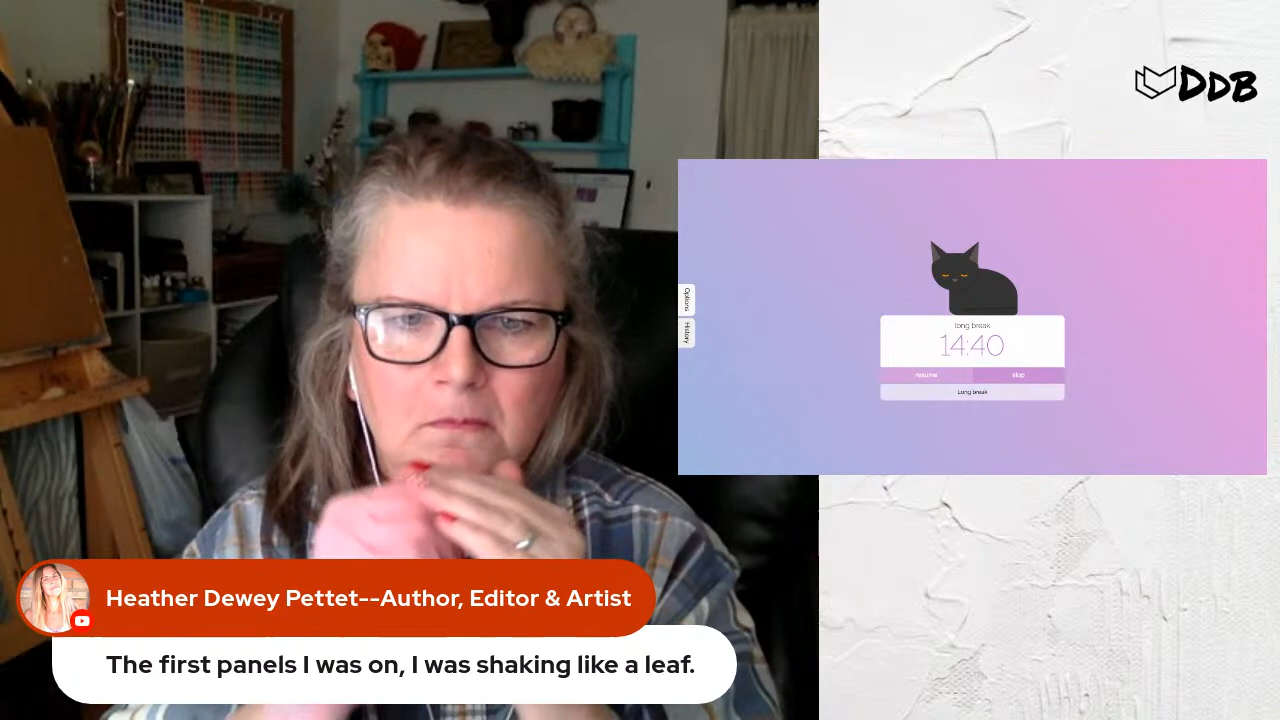 DDB
Options
History
long break
14:40
resume
stop
Long break
Heather Dewey Pettet--Author, Editor & Artist
The first panels I was on, I was shaking like a leaf.